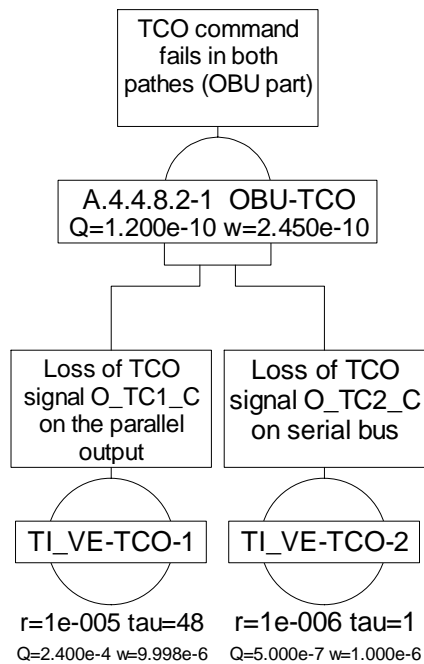 TCO command
fails in both
pathes (OBU part)
A.4.4.8.2-1 OBU-TCO
Q=1.200e-10 w=2.450e-10
Loss of TCO
signal O_TC1_C
on the parallel
output
Loss of TCO
signal O_TC2_C
on serial bus
TI_VE-TCO-1
TI_VE-TCO-2
r=1e-005 tau=48
r=1e-006 tau=1
Q=2.400e-4 w=9.998e-6
Q=5.000e-7 w=1.000e-6